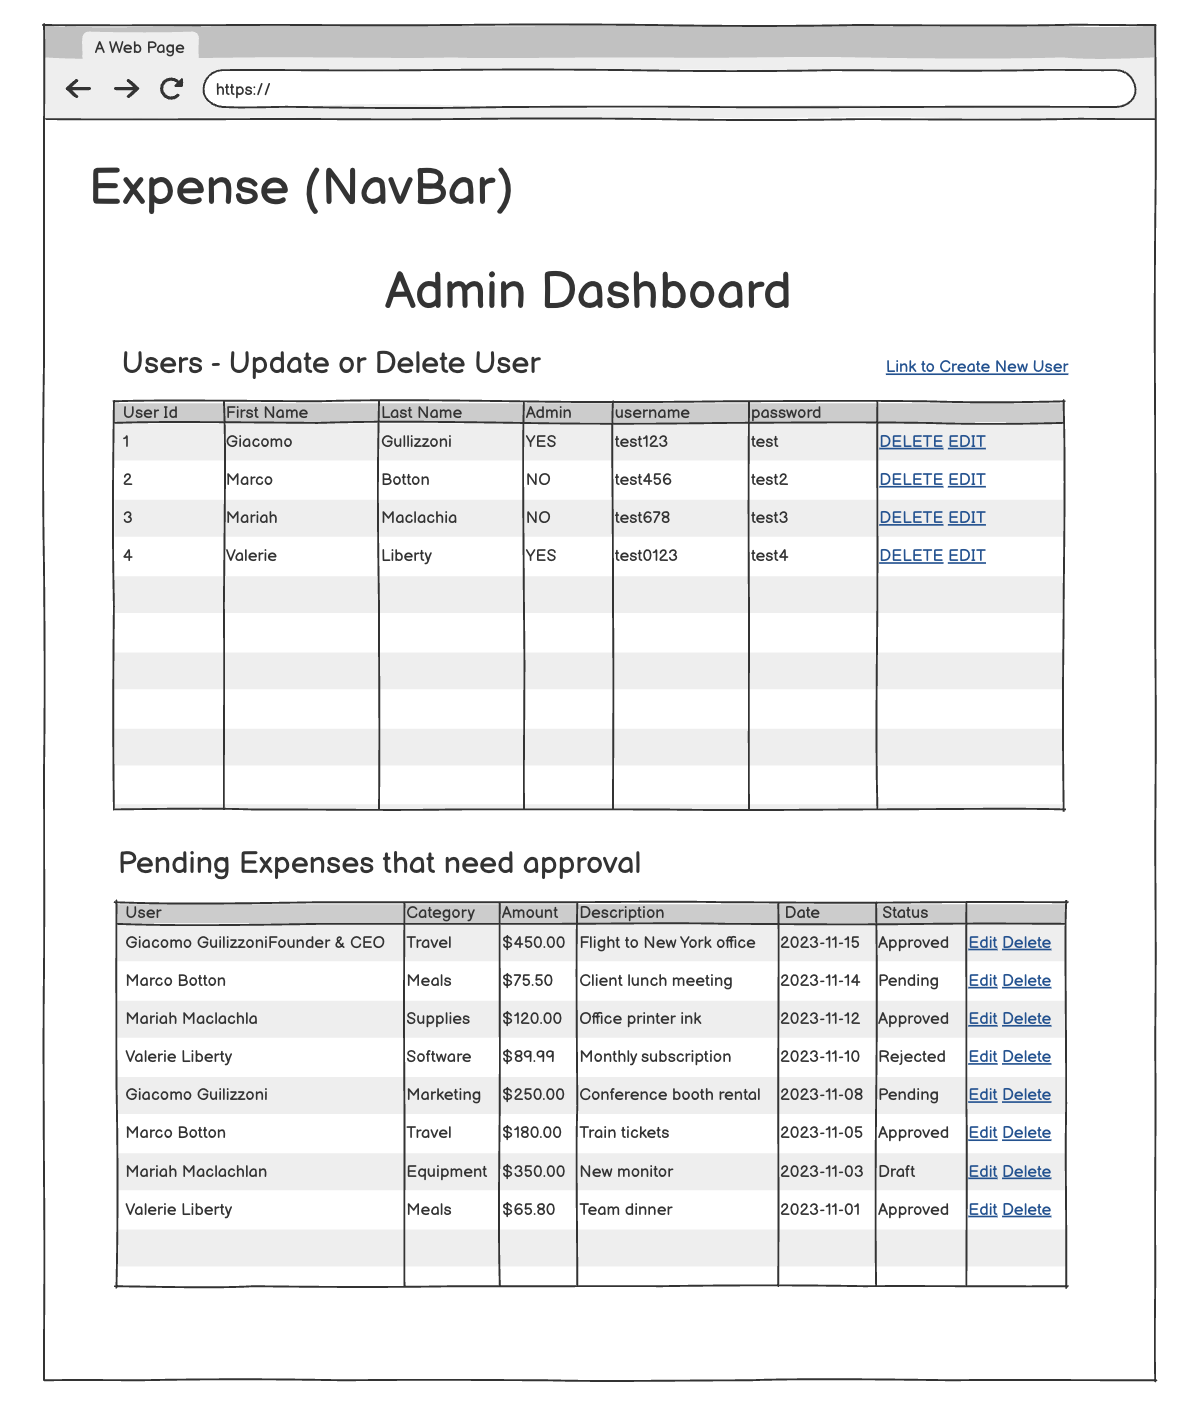 A Web Page
https://
Expense (NavBar)
Admin Dashboard
Users - Update or Delete User
Link to Create New User
User Id First Name Last Name Admin username password
1 Giacomo Gullizzoni YES test123 test DELETE EDIT
2 Marco Botton NO test456 test2 DELETE EDIT
3 Mariah Maclachia NO test678 test3 DELETE EDIT
4 Valerie Liberty YES test0123 test4 DELETE EDIT
Pending Expenses that need approval
User Category Amount Description Date Status
Giacomo GuilizzoniFounder & CEO Travel $450.00 Flight to New York office 2023-11-15 Approved Edit Delete
Marco Botton Meals $75.50 Client lunch meeting 2023-11-14 Pending Edit Delete
Mariah Maclachla Supplies $120.00 Office printer ink 2023-11-12 Approved Edit Delete
Valerie Liberty Software $89.99 Monthly subscription 2023-11-10 Rejected Edit Delete
Giacomo Guilizzoni Marketing $250.00 Conference booth rental 2023-11-08 Pending Edit Delete
Marco Botton Travel $180.00 Train tickets 2023-11-05 Approved Edit Delete
Mariah Maclachlan Equipment $350.00 New monitor 2023-11-03 Draft Edit Delete
Valerie Liberty Meals $65.80 Team dinner 2023-11-01 Approved Edit Delete